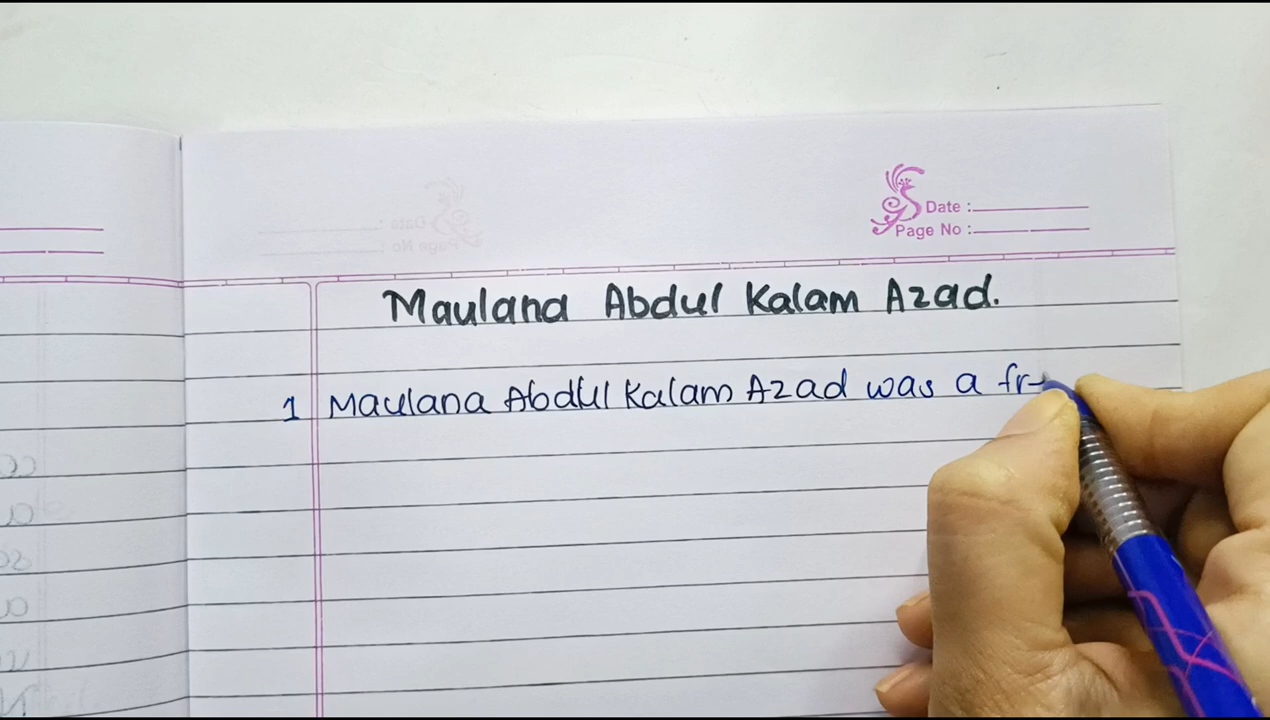 Date :
Page No :
Maulana Abdul Kalam Azad.
1 Maulana Abdul Kalam Azad was a fr